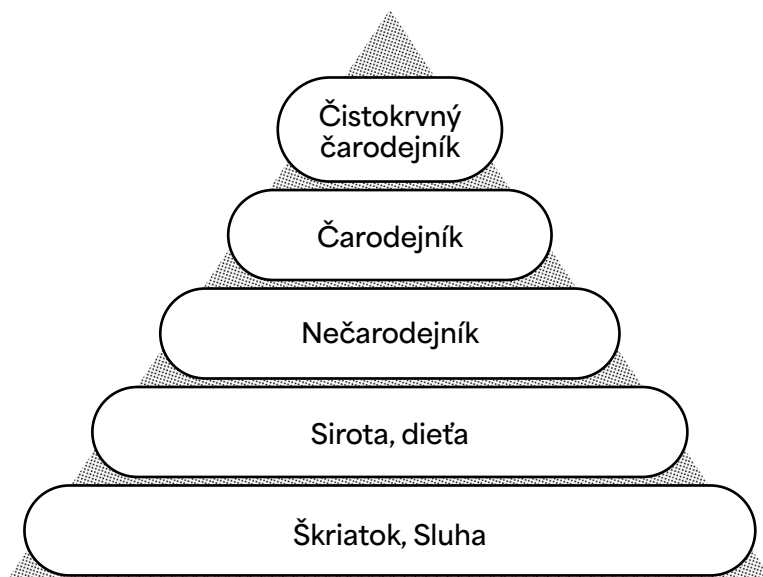 Čistokrvný
čarodejník
Čarodejník
Nečarodejník
Sirota, dieťa
Škriatok, Sluha